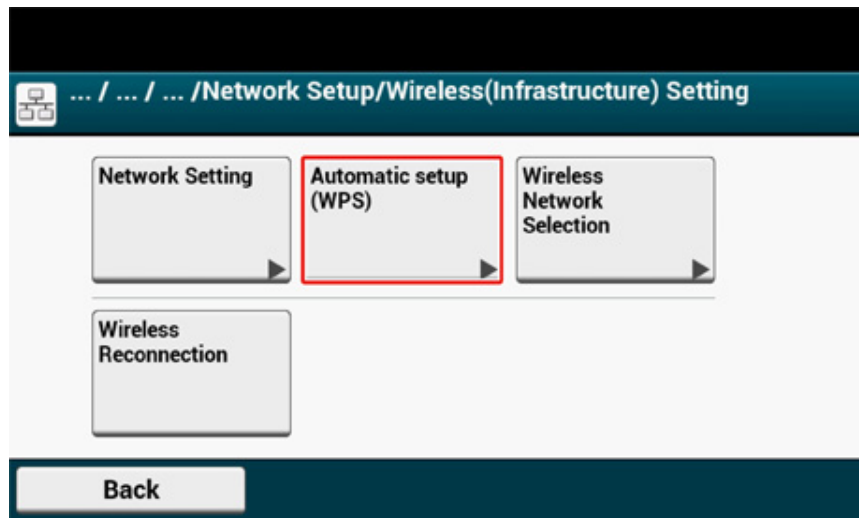 ... / ... / ... /Network Setup/Wireless(Infrastructure) Setting
Network Setting
Automatic setup
(WPS)
Wireless
Network
Selection
Wireless
Reconnection
Back